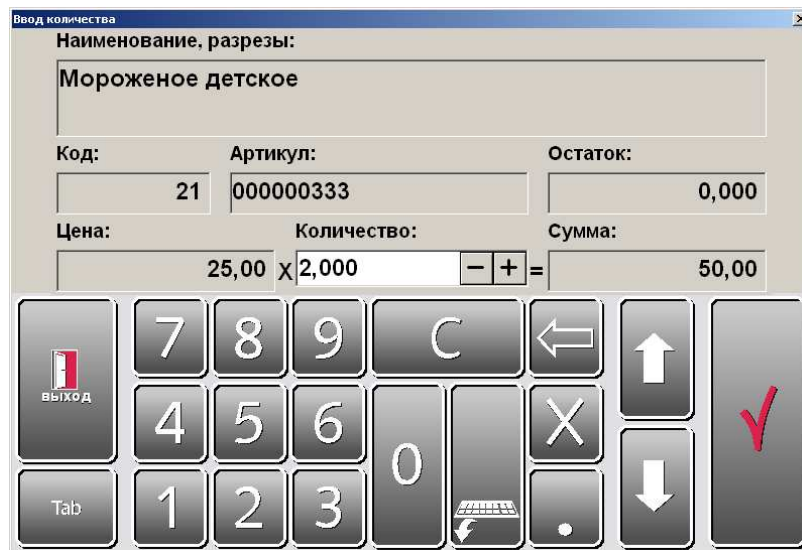 Ввод количества
Наименование, разрезы:
Мороженое детское
Код: Артикул: Остаток:
21 000000333 0,000
Цена: Количество: Сумма:
25,00 X 2,000 - + = 50,00
7 8 9 C
выход
4 5 6 X
0
Tab 1 2 3 .